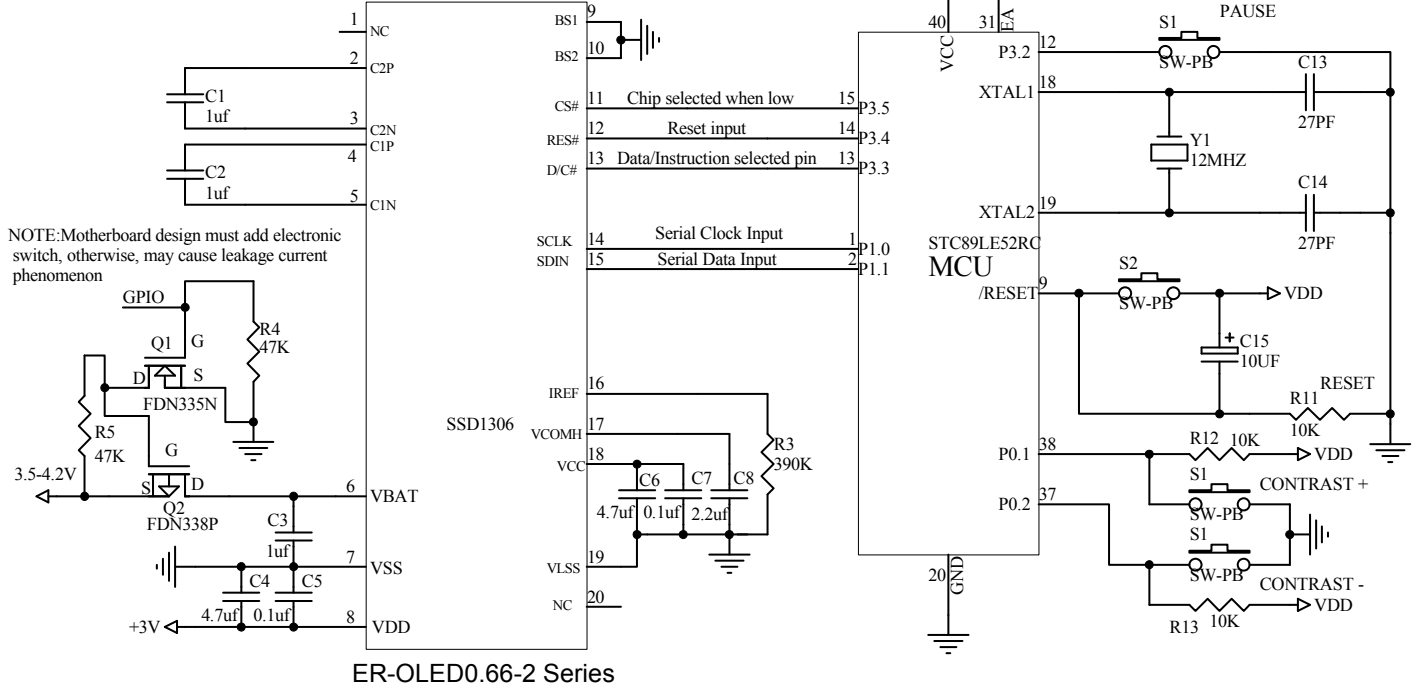 1
NC
2
C2P
C1
1uf
3
C2N
C1P
4
C2
1uf
5
C1N
NOTE:Motherboard design must add electronic
switch, otherwise, may cause leakage current
phenomenon
GPIO
Q1
G
D
S
FDN335N
R4
47K
R5
47K
G
3.5-4.2V
S
D
Q2
FDN338P
6
VBAT
C3
1uf
7
VSS
C4
C5
4.7uf
0.1uf
+3V
8
VDD
SSD1306
9
BS1
10
BS2
11
CS#
Chip selected when low
15
P3.5
12
RES#
Reset input
14
P3.4
13
D/C#
Data/Instruction selected pin
13
P3.3
14
SCLK
Serial Clock Input
1
P1.0
15
SDIN
Serial Data Input
2
P1.1
16
IREF
17
VCOMH
18
VCC
R3
390K
C6
C7
C8
4.7uf
0.1uf
2.2uf
19
VLSS
20
NC
ER-OLED0.66-2 Series
40
VCC
31
EA
STC89LE52RC
MCU
20
GND
PAUSE
12
P3.2
S1
SW-PB
18
XTAL1
C13
27PF
Y1
12MHZ
19
XTAL2
C14
27PF
9
/RESET
S2
SW-PB
VDD
+
C15
10UF
RESET
R11
10K
38
P0.1
R12
10K
VDD
S1
CONTRAST +
SW-PB
37
P0.2
S1
SW-PB
CONTRAST -
R13
10K
VDD